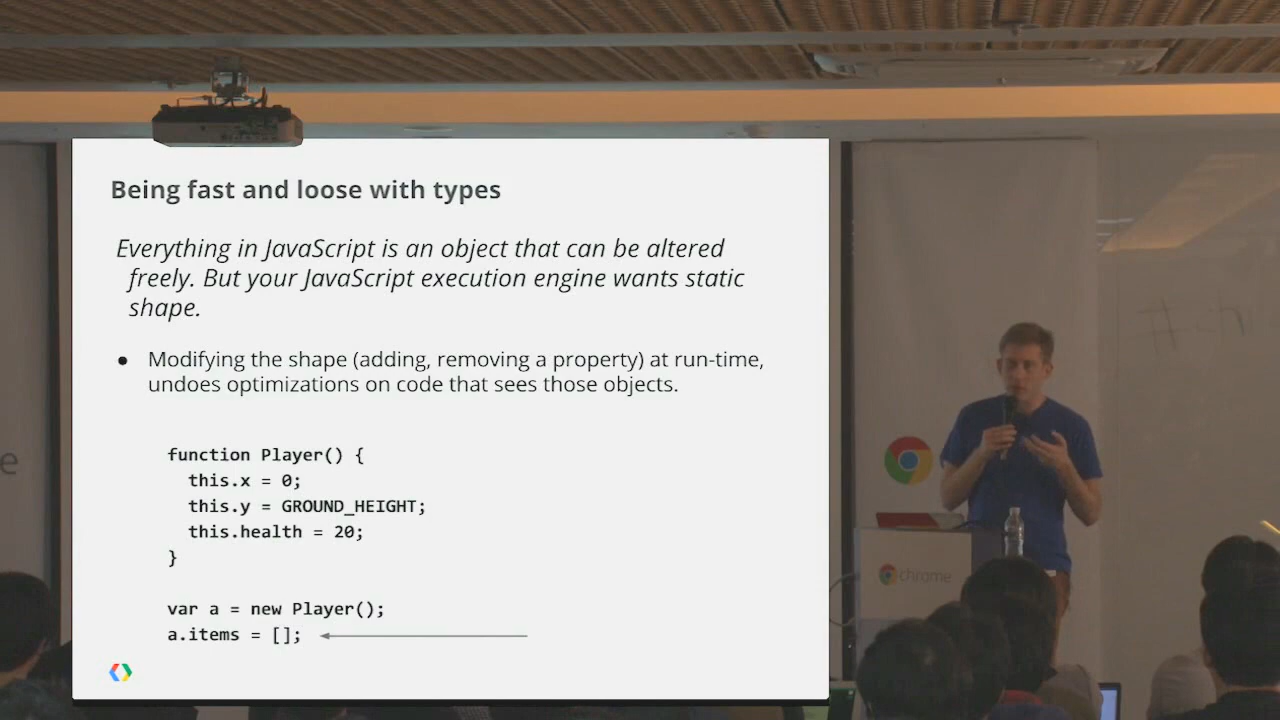 Being fast and loose with types
Everything in JavaScript is an object that can be altered
freely. But your JavaScript execution engine wants static
shape.
● Modifying the shape (adding, removing a property) at run-time,
undoes optimizations on code that sees those objects.
function Player() {
this.x = 0;
this.y = GROUND_HEIGHT;
this.health = 20;
}
var a = new Player();
a.items = [];
e
#ch
chrome